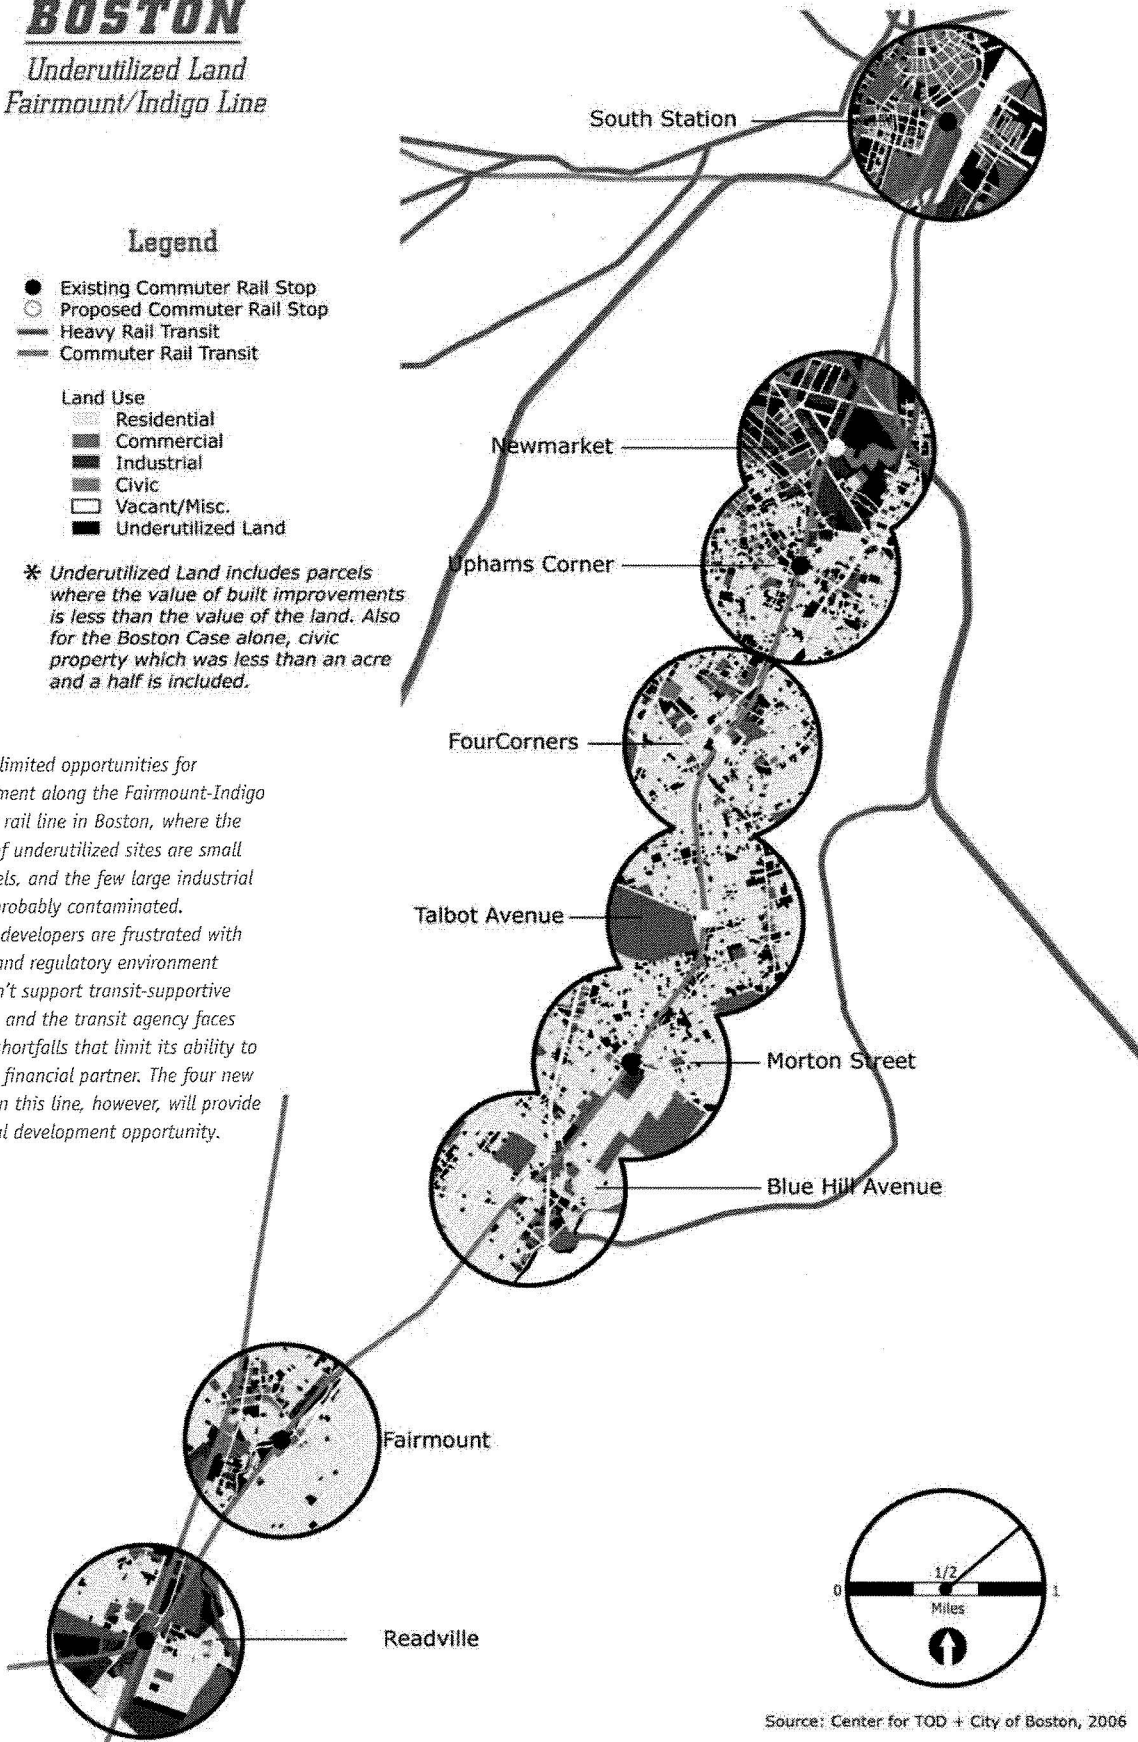 BOSTON
Underutilized Land
Fairmount/Indigo Line
South Station
Legend
Existing Commuter Rail Stop
Proposed Commuter Rail Stop
Heavy Rail Transit
Commuter Rail Transit
Land Use
Residential
Commercial
Industrial
Civic
Vacant/Misc.
Underutilized Land
* Underutilized Land includes parcels
where the value of built improvements
is less than the value of the land. Also
for the Boston Case alone, civic
property which was less than an acre
and a half is included.
Newmarket
Uphams Corner
FourCorners
Talbot Avenue
Morton Street
Blue Hill Avenue
Fairmount
Readville
limited opportunities for
ment along the Fairmount-Indigo
rail line in Boston, where the
f underutilized sites are small
els, and the few large industrial
probably contaminated.
developers are frustrated with
and regulatory environment
n't support transit-supportive
and the transit agency faces
shortfalls that limit its ability to
financial partner. The four new
n this line, however, will provide
al development opportunity.
0 1/2 1
Miles
Source: Center for TOD + City of Boston, 2006